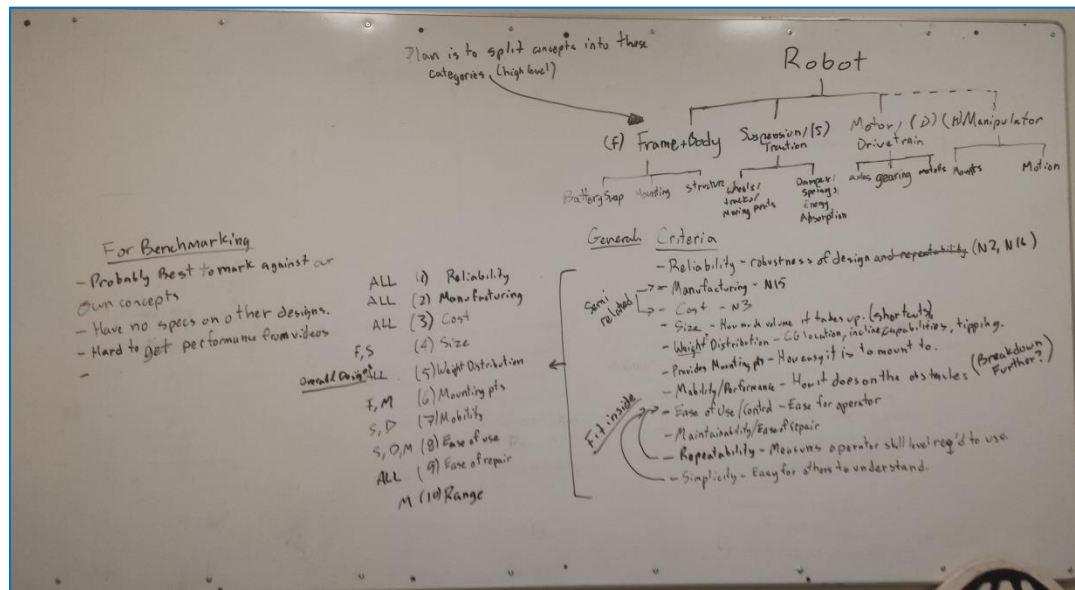 Plan is to split concepts into these
categories (high level)
Robot
(F) Frame+Body
Suspension/(S)
Traction
Motor/(D)
Drivetrain
(M) Manipulator
Battery Swap
Mounting
Structure
Wheels/
tracks/
Moving parts
Damper/
Springs
Energy
Absorption
axles
gearing
motors
Mounts
Motion
For Benchmarking
- Probably Best to mark against our
own concepts
- Have no specs on other designs.
- Hard to get performance from videos
-
ALL (1) Reliability
ALL (2) Manufacturing
ALL (3) Cost
F,S (4) Size
Overall Design ALL (5) Weight Distribution
F,M (6) Mounting pts
S,D (7) Mobility
S,D,M (8) Ease of use
ALL (9) Ease of repair
M (10) Range
General Criteria
- Reliability - robustness of design and repeatability (N2, N16)
Semi
related
- Manufacturing - N15
- Cost - N3
- Size - How much volume it takes up. (shortcuts)
- Weight Distribution - CG location, incline capabilities, tipping.
- Provides Mounting pts - How easy it is to mount to.
- Mobility/Performance - How it does on the obstacles (Breakdown
Further?)
Fit inside
- Ease of Use/Control - Ease for operator
- Maintainability/Ease of repair
- Repeatability - Measures operator skill level req'd to use.
- Simplicity - Easy for others to understand.